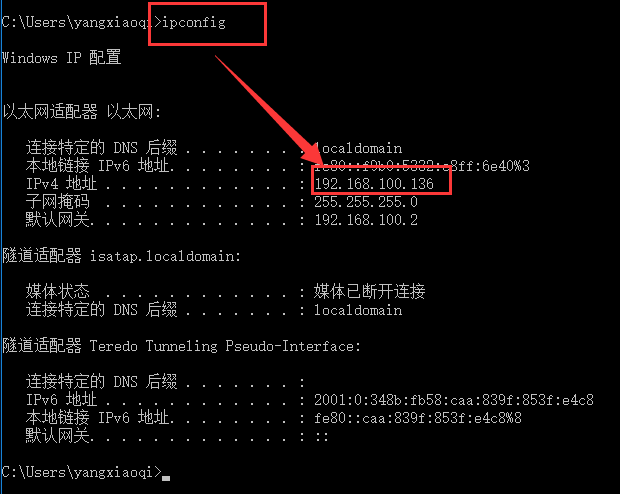 C:\Users\yangxiaoqi>ipconfig
Windows IP 配置
以太网适配器 以太网:
连接特定的 DNS 后缀 . . . . . . . : localdomain
本地链接 IPv6 地址. . . . . . . . : fe80::f9b0:5332:e8ff:6e40%3
IPv4 地址 . . . . . . . . . . . . : 192.168.100.136
子网掩码 . . . . . . . . . . . . : 255.255.255.0
默认网关. . . . . . . . . . . . . : 192.168.100.2
隧道适配器 isatap.localdomain:
媒体状态 . . . . . . . . . . . . : 媒体已断开连接
连接特定的 DNS 后缀 . . . . . . . : localdomain
隧道适配器 Teredo Tunneling Pseudo-Interface:
连接特定的 DNS 后缀 . . . . . . . :
IPv6 地址 . . . . . . . . . . . . : 2001:0:348b:fb58:caa:839f:853f:e4c8
本地链接 IPv6 地址. . . . . . . . : fe80::caa:839f:853f:e4c8%8
默认网关. . . . . . . . . . . . . : ::
C:\Users\yangxiaoqi>